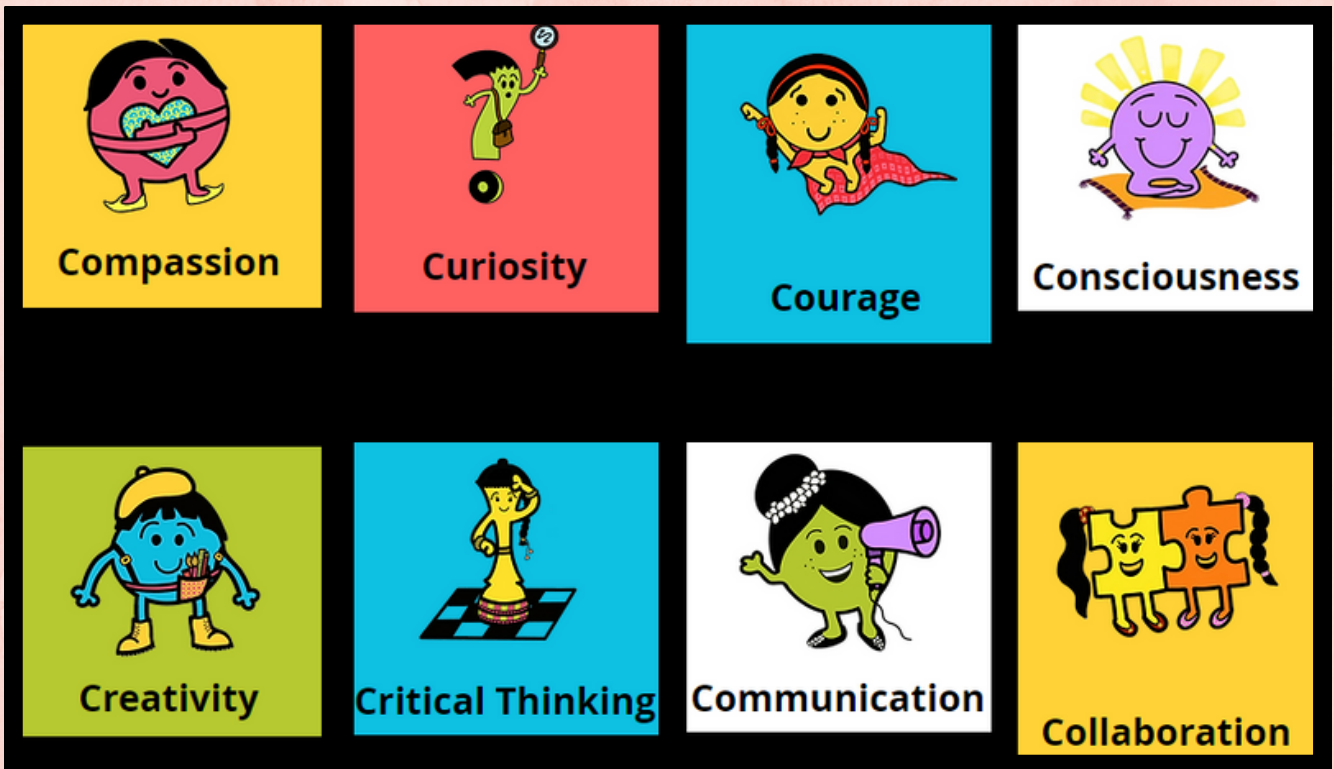 Compassion
Curiosity
Courage
Consciousness
Creativity
Critical Thinking
Communication
Collaboration